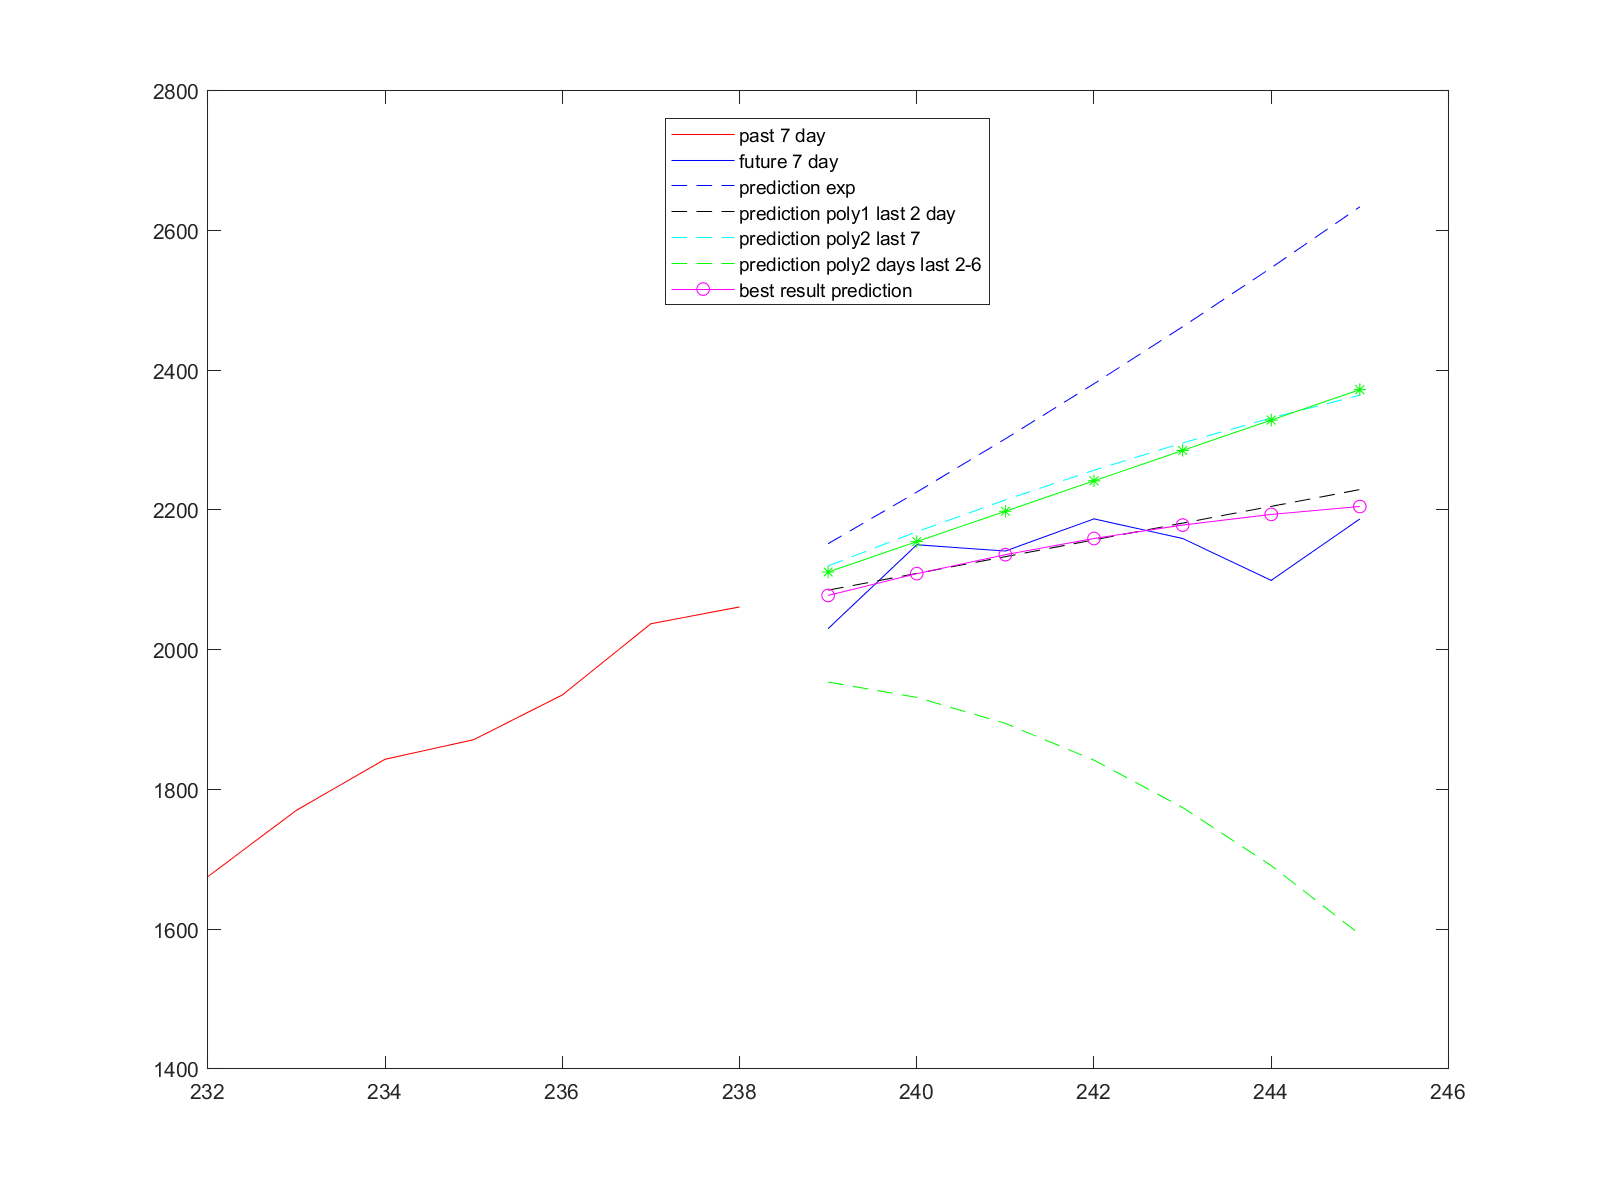 2800
2600
2400
2200
2000
1800
1600
1400
past 7 day
future 7 day
prediction exp
prediction poly1 last 2 day
prediction poly2 last 7
prediction poly2 days last 2-6
best result prediction
232 234 236 238 240 242 244 246